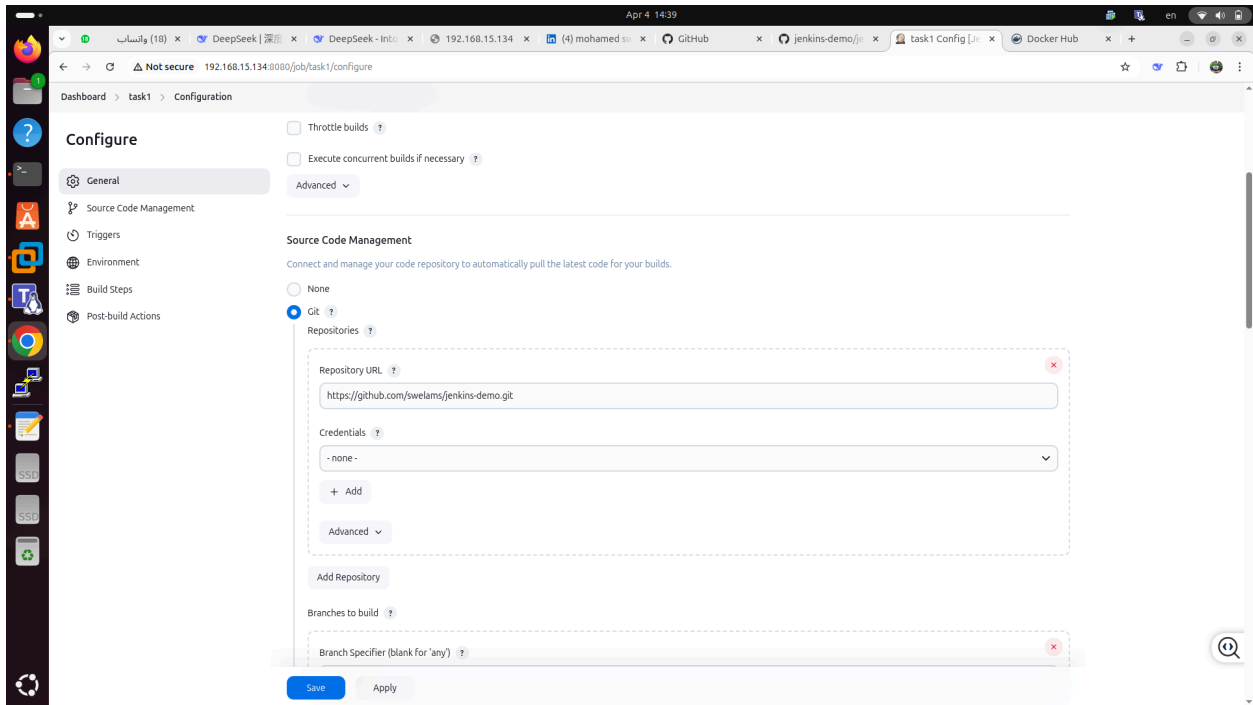 Apr 4 14:39
en
(18) واتساب
DeepSeek | 深度
DeepSeek - Into
192.168.15.134
(4) mohamed sw
GitHub
jenkins-demo/je
task1 Config [Je
Docker Hub
Not secure 192.168.15.134:8080/job/task1/configure
Dashboard > task1 > Configuration
Configure
General
Source Code Management
Triggers
Environment
Build Steps
Post-build Actions
Throttle builds ?
Execute concurrent builds if necessary ?
Advanced
Source Code Management
Connect and manage your code repository to automatically pull the latest code for your builds.
None
Git ?
Repositories ?
Repository URL ?
https://github.com/swelams/jenkins-demo.git
Credentials ?
- none -
+ Add
Advanced
Add Repository
Branches to build ?
Branch Specifier (blank for 'any') ?
Save
Apply
1
SSD
SSD